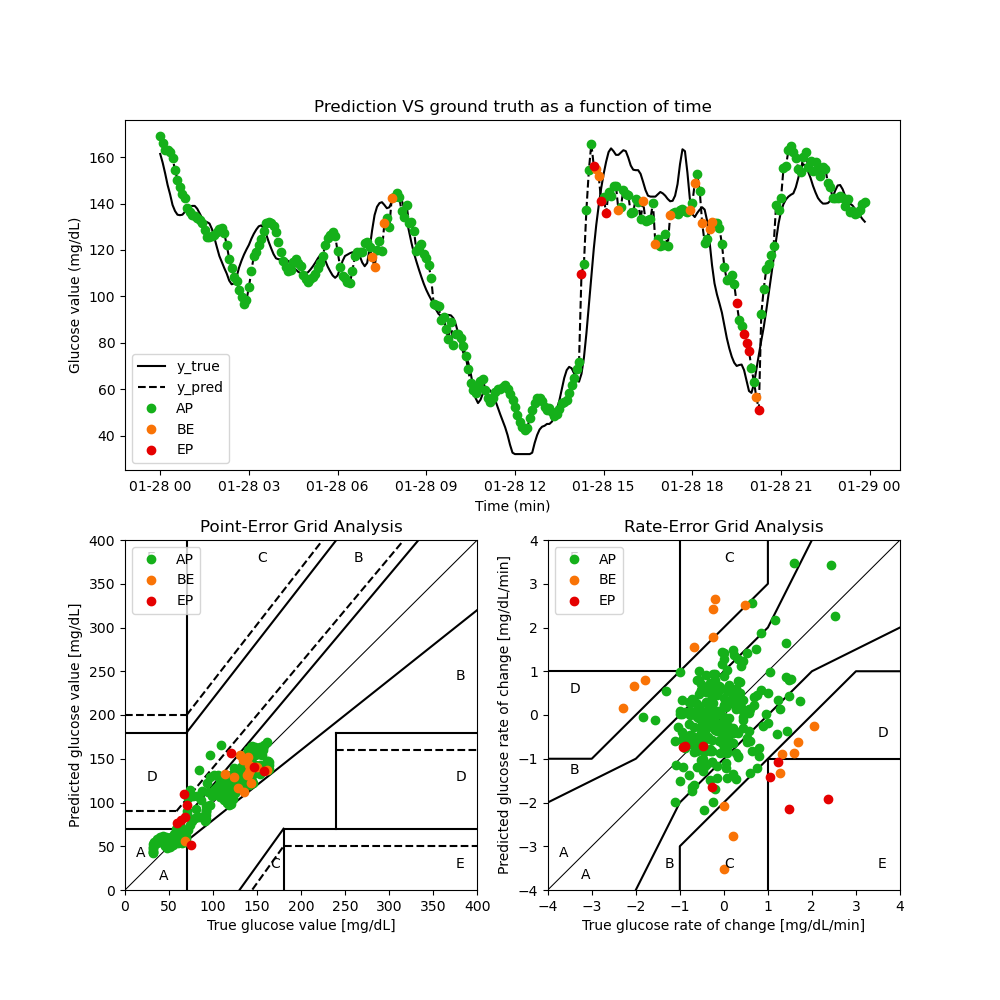 Prediction VS ground truth as a function of time
Glucose value (mg/dL)
160
140
120
100
80
60
40
y_true
y_pred
AP
BE
EP
01-28 00 01-28 03 01-28 06 01-28 09 01-28 12 01-28 15 01-28 18 01-28 21 01-29 00
Time (min)
Point-Error Grid Analysis
Predicted glucose value [mg/dL]
400
350
300
250
200
150
100
50
0
AP
BE
EP
C
B
B
D
D
A
A
C
E
0 50 100 150 200 250 300 350 400
True glucose value [mg/dL]
Rate-Error Grid Analysis
Predicted glucose rate of change [mg/dL/min]
4
3
2
1
0
−1
−2
−3
−4
AP
BE
EP
C
D
D
B
A
A
B
C
E
−4 −3 −2 −1 0 1 2 3 4
True glucose rate of change [mg/dL/min]